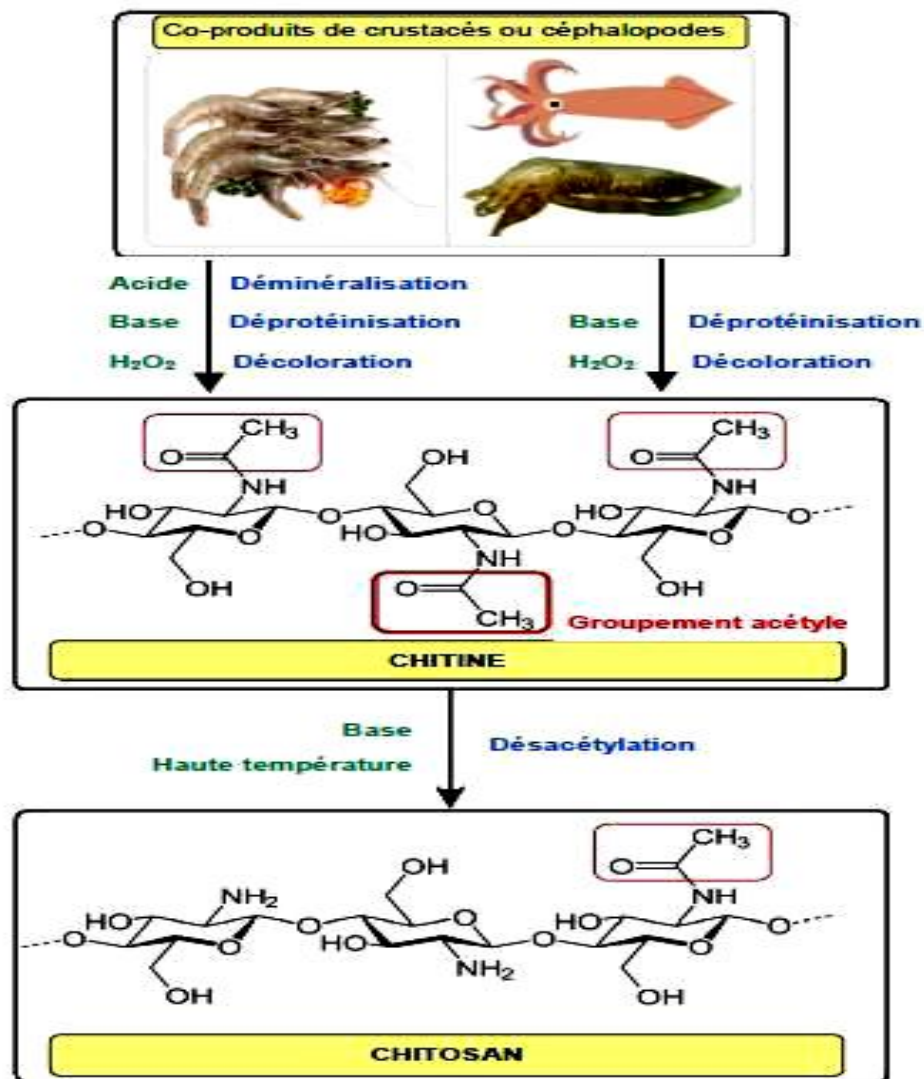 Co-produits de crustacés ou céphalopodes
Acide Déminéralisation
Base Déprotéinisation
H₂O₂ Décoloration
Base Déprotéinisation
H₂O₂ Décoloration
CH₃ CH₃
O O
NH OH NH
HO O O HO
O O HO O O O
OH NH OH
O
CH₃ Groupement acétyle
CHITINE
Base
Haute température
Désacétylation
CH₃
OH O
NH₂ NH
HO O O HO
O O HO O O O
OH NH₂ OH
CHITOSAN